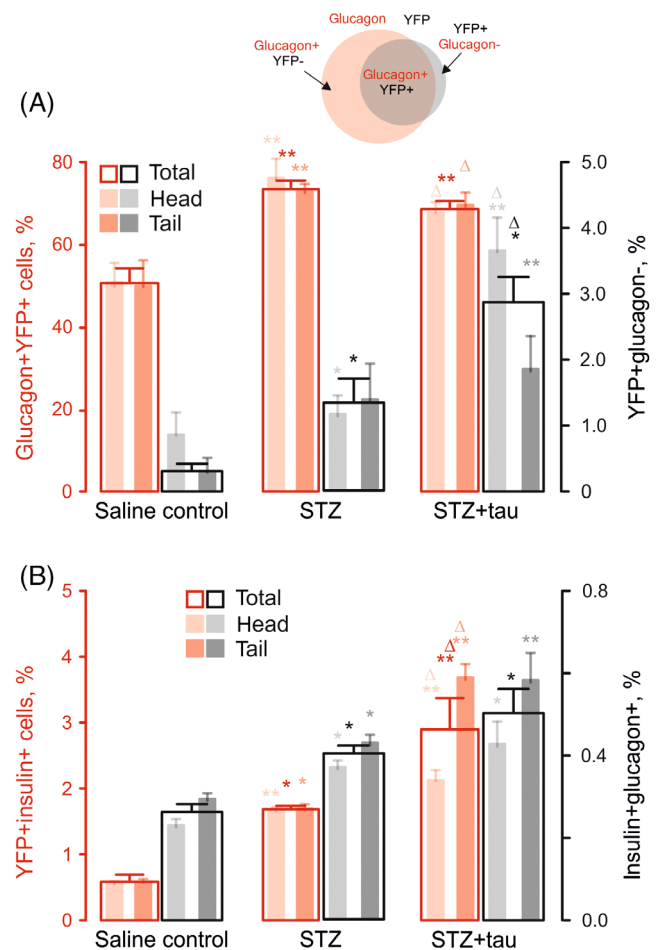 Glucagon YFP YFP+
Glucagon-
Glucagon+
YFP-
Glucagon+
YFP+
(A)
Glucagon+YFP+ cells, %
80
60
40
20
0
Total
Head
Tail
** ** **
Δ ** Δ
Δ
** Δ
* **
* *
5.0
4.0
3.0
2.0
1.0
0
YFP+glucagon-, %
Saline control STZ STZ+tau
(B)
YFP+insulin+ cells, %
5
4
3
2
1
0
Total
Head
Tail
** * *
* * *
Δ
** Δ
** Δ
**
* * **
0.8
0.4
0
Insulin+glucagon+, %
Saline control STZ STZ+tau